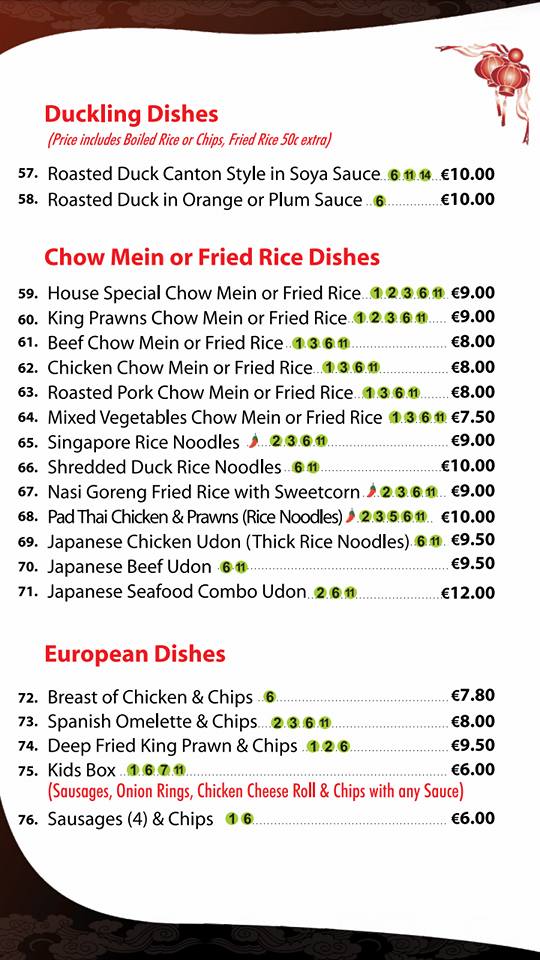 Duckling Dishes
(Price includes Boiled Rice or Chips, Fried Rice 50c extra)
57. Roasted Duck Canton Style in Soya Sauce 6 11 14 €10.00
58. Roasted Duck in Orange or Plum Sauce 6 €10.00
Chow Mein or Fried Rice Dishes
59. House Special Chow Mein or Fried Rice 1 2 3 6 11 €9.00
60. King Prawns Chow Mein or Fried Rice 1 2 3 6 11 €9.00
61. Beef Chow Mein or Fried Rice 1 3 6 11 €8.00
62. Chicken Chow Mein or Fried Rice 1 3 6 11 €8.00
63. Roasted Pork Chow Mein or Fried Rice 1 3 6 11 €8.00
64. Mixed Vegetables Chow Mein or Fried Rice 1 3 6 11 €7.50
65. Singapore Rice Noodles 2 3 6 11 €9.00
66. Shredded Duck Rice Noodles 6 11 €10.00
67. Nasi Goreng Fried Rice with Sweetcorn 2 3 6 11 €9.00
68. Pad Thai Chicken & Prawns (Rice Noodles) 2 3 5 6 11 €10.00
69. Japanese Chicken Udon (Thick Rice Noodles) 6 11 €9.50
70. Japanese Beef Udon 6 11 €9.50
71. Japanese Seafood Combo Udon 2 6 11 €12.00
European Dishes
72. Breast of Chicken & Chips 6 €7.80
73. Spanish Omelette & Chips 2 3 6 11 €8.00
74. Deep Fried King Prawn & Chips 1 2 6 €9.50
75. Kids Box 1 6 7 11 €6.00
(Sausages, Onion Rings, Chicken Cheese Roll & Chips with any Sauce)
76. Sausages (4) & Chips 1 6 €6.00